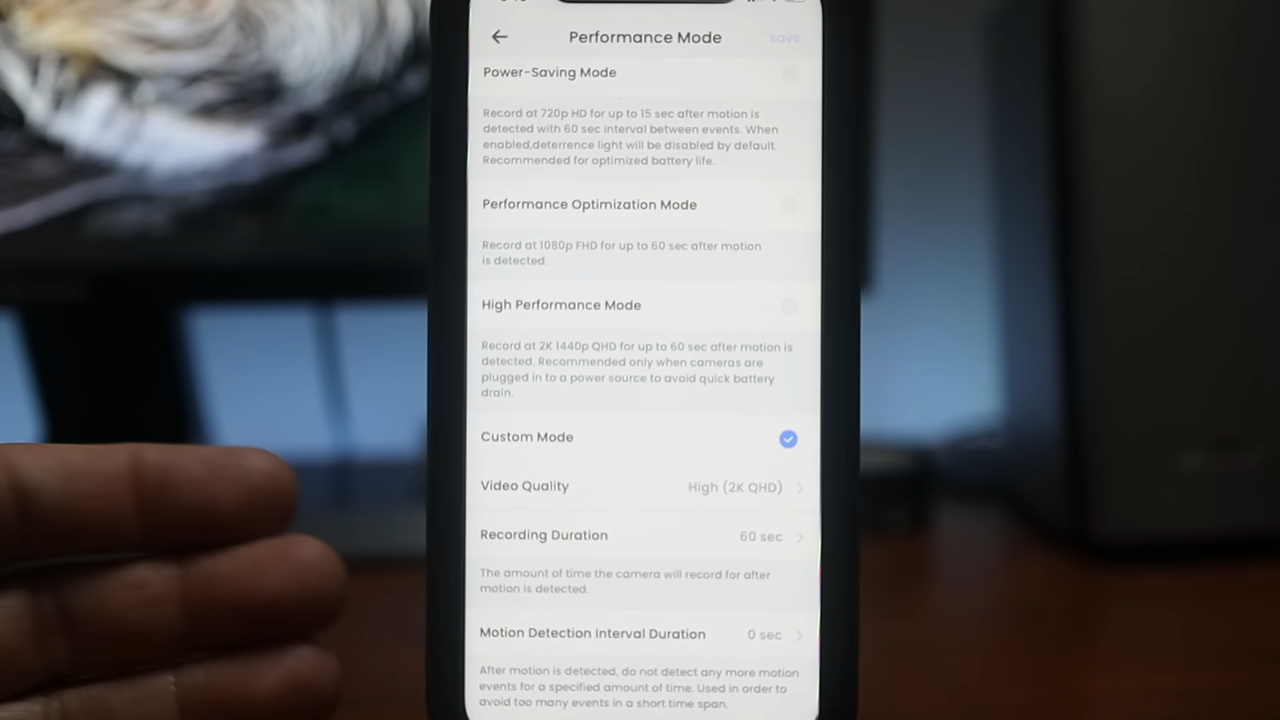 Performance Mode
save
Power-Saving Mode
Record at 720p HD for up to 15 sec after motion is
detected with 60 sec interval between events. When
enabled,deterrence light will be disabled by default.
Recommended for optimized battery life.
Performance Optimization Mode
Record at 1080p FHD for up to 60 sec after motion
is detected.
High Performance Mode
Record at 2K 1440p QHD for up to 60 sec after motion is
detected. Recommended only when cameras are
plugged in to a power source to avoid quick battery
drain.
Custom Mode
Video Quality High (2K QHD)
Recording Duration 60 sec
The amount of time the camera will record for after
motion is detected.
Motion Detection Interval Duration 0 sec
After motion is detected, do not detect any more motion
events for a specified amount of time. Used in order to
avoid too many events in a short time span.